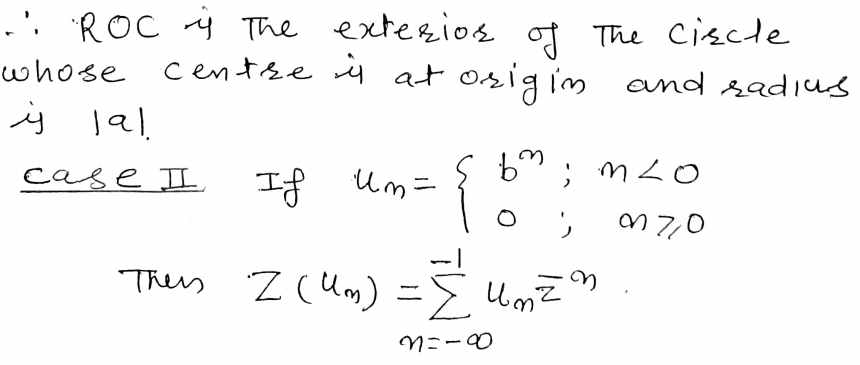 ∴ ROC is the exterior of the circle
whose centre is at origin and radius
is |a|.
Case II If uₙ = { bⁿ ; n < 0
0 ; n ≥ 0
Then Z(uₙ) = Σ_{n=-∞}^{-1} uₙ z⁻ⁿ .